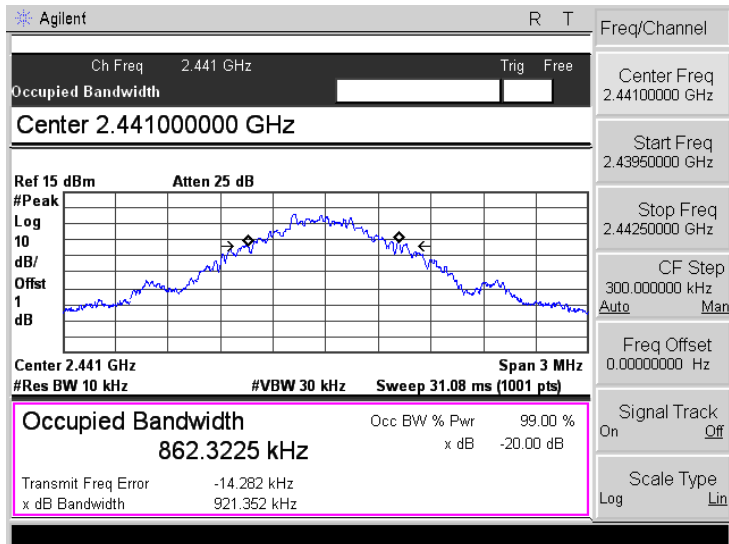 Agilent R T
Freq/Channel
Ch Freq 2.441 GHz Trig Free
Occupied Bandwidth
Center 2.441000000 GHz
Ref 15 dBm Atten 25 dB
#Peak
Log
10
dB/
Offst
1
dB
Center 2.441 GHz Span 3 MHz
#Res BW 10 kHz #VBW 30 kHz Sweep 31.08 ms (1001 pts)
Occupied Bandwidth
862.3225 kHz
Occ BW % Pwr 99.00 %
x dB -20.00 dB
Transmit Freq Error -14.282 kHz
x dB Bandwidth 921.352 kHz
Center Freq
2.44100000 GHz
Start Freq
2.43950000 GHz
Stop Freq
2.44250000 GHz
CF Step
300.000000 kHz
Auto Man
Freq Offset
0.00000000 Hz
Signal Track
On Off
Scale Type
Log Lin